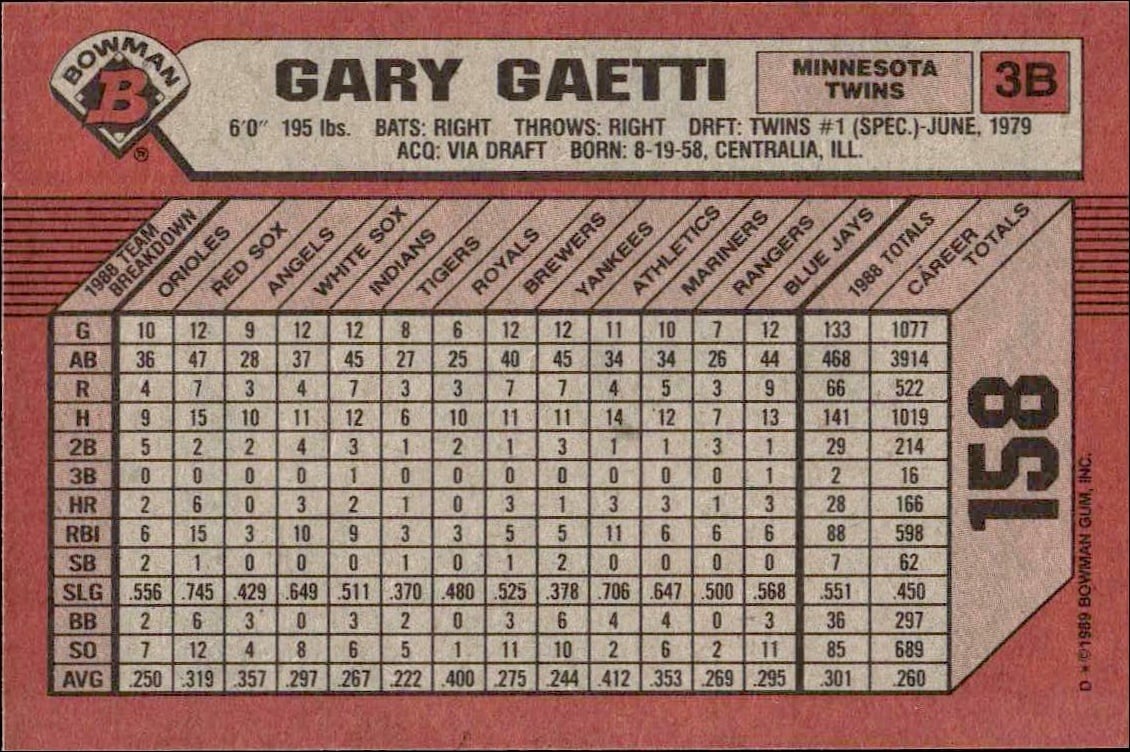 BOWMAN
B
®
GARY GAETTI
MINNESOTA
TWINS
3B
6'0" 195 lbs. BATS: RIGHT THROWS: RIGHT DRFT: TWINS #1 (SPEC.)-JUNE, 1979
ACQ: VIA DRAFT BORN: 8-19-58, CENTRALIA, ILL.
1988 TEAM BREAKDOWN ORIOLES RED SOX ANGELS WHITE SOX INDIANS TIGERS ROYALS BREWERS YANKEES ATHLETICS MARINERS RANGERS BLUE JAYS 1988 TOTALS CAREER TOTALS
G 10 12 9 12 12 8 6 12 12 11 10 7 12 133 1077
AB 36 47 28 37 45 27 25 40 45 34 34 26 44 468 3914
R 4 7 3 4 7 3 3 7 7 4 5 3 9 66 522
H 9 15 10 11 12 6 10 11 11 14 12 7 13 141 1019
2B 5 2 2 4 3 1 2 1 3 1 1 3 1 29 214
3B 0 0 0 0 1 0 0 0 0 0 0 0 1 2 16
HR 2 6 0 3 2 1 0 3 1 3 3 1 3 28 166
RBI 6 15 3 10 9 3 3 5 5 11 6 6 6 88 598
SB 2 1 0 0 0 1 0 1 2 0 0 0 0 7 62
SLG .556 .745 .429 .649 .511 .370 .480 .525 .378 .706 .647 .500 .568 .551 .450
BB 2 6 3 0 3 2 0 3 6 4 4 0 3 36 297
SO 7 12 4 8 6 5 1 11 10 2 6 2 11 85 689
AVG .250 .319 .357 .297 .267 .222 .400 .275 .244 .412 .353 .269 .295 .301 .260
158
D * ©1989 BOWMAN GUM, INC.